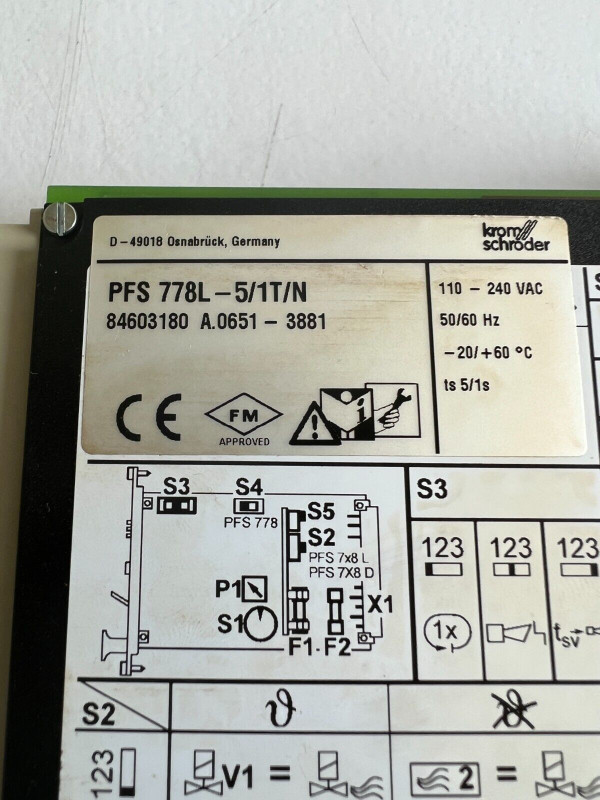 D-49018 Osnabrück, Germany
krom
schröder
PFS 778L-5/1T/N
84603180 A.0651 - 3881
110 - 240 VAC
50/60 Hz
-20/+60 °C
ts 5/1s
CE
FM
APPROVED
i
S3
S4
PFS 778
S5
S2
PFS 7x8 L
PFS 7X8 D
P1
S1
F1
F2
X1
S3
123
123
123
1x
tSV
S2
ϑ
ϑ
123
V1 =
2 =